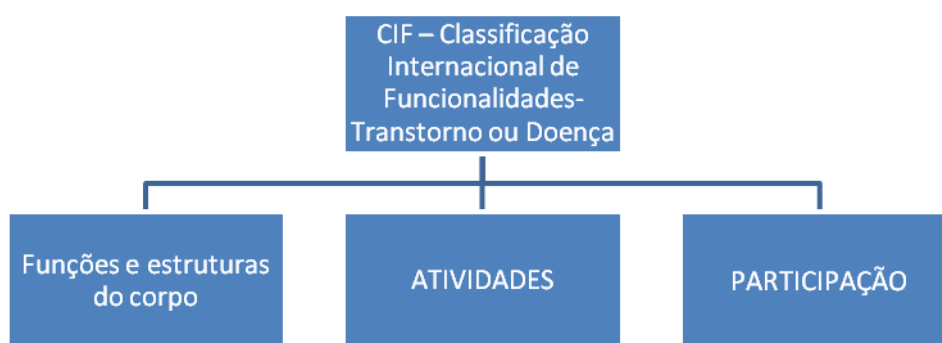 CIF – Classificação
Internacional de
Funcionalidades-
Transtorno ou Doença
Funções e estruturas
do corpo
ATIVIDADES
PARTICIPAÇÃO